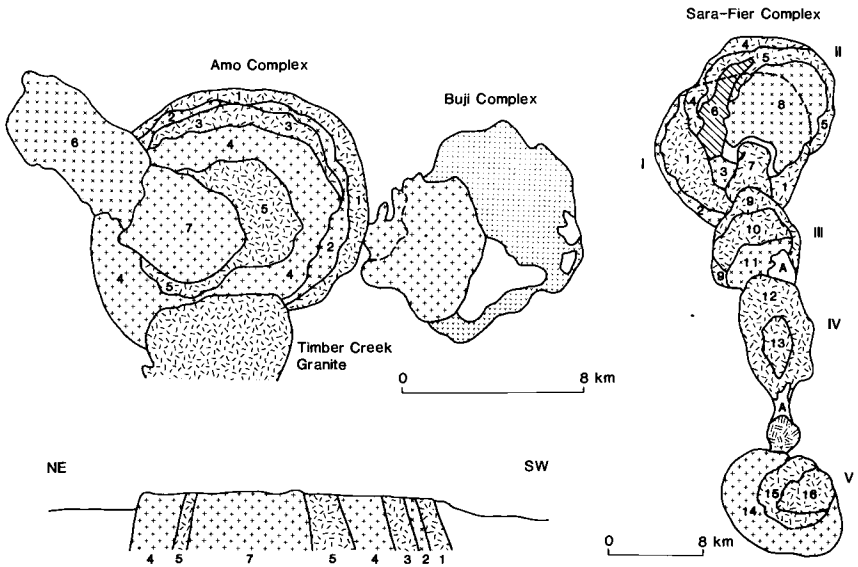 Sara-Fier Complex
Amo Complex
Buji Complex
Timber Creek
Granite
1
2
3
3
4
5
6
7
1
2
4
4
5
0 8 km
4
5
II
4
6
8
5
I
1
3
7
1
2
9
10
III
11
9
A
12
IV
13
A
V
15
16
14
0 8 km
NE SW
4 5 7 5 4 3 2 1